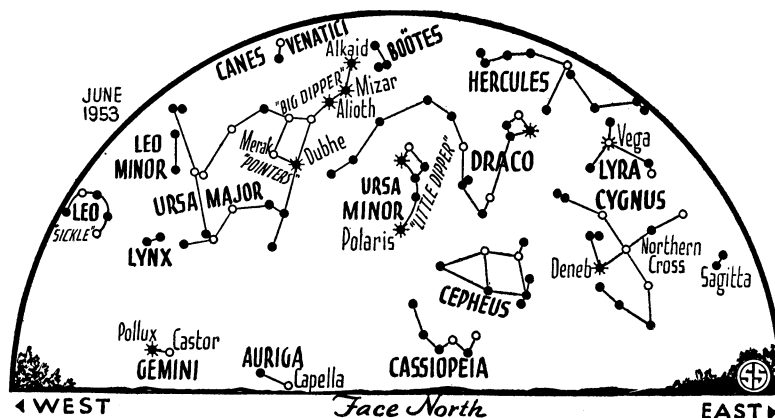 CANES VENATICI
Alkaid
BOÖTES
HERCULES
JUNE
1953
"BIG DIPPER"
Mizar
Alioth
LEO
MINOR
Merak
Dubhe
"POINTERS"
DRACO
Vega
LYRA
URSA MAJOR
URSA
MINOR
"LITTLE DIPPER"
CYGNUS
LEO
"SICKLE"
Polaris
LYNX
Northern
Cross
Deneb
Sagitta
CEPHEUS
Pollux
Castor
GEMINI
AURIGA
Capella
CASSIOPEIA
WEST
Face North
EAST